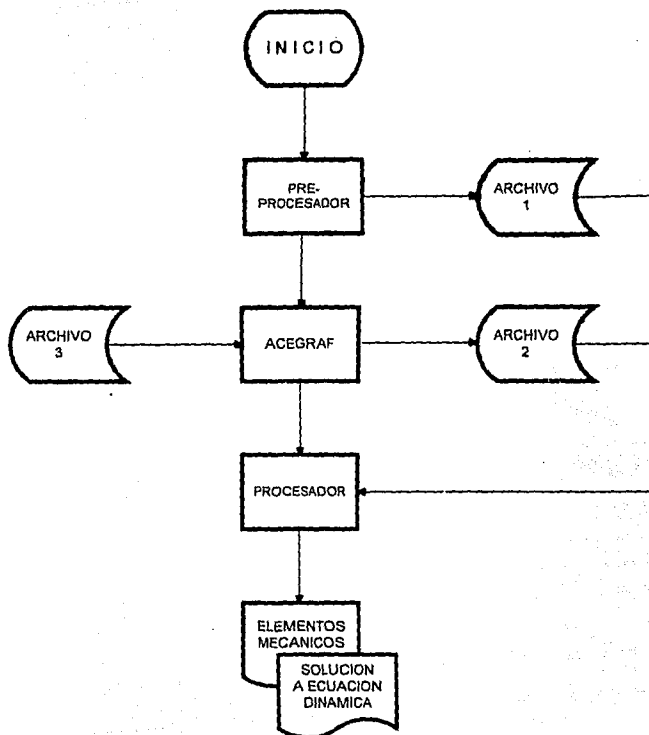 INICIO
PRE-
PROCESADOR
ARCHIVO
1
ARCHIVO
3
ACEGRAF
ARCHIVO
2
PROCESADOR
ELEMENTOS
MECANICOS
SOLUCION
A ECUACION
DINAMICA